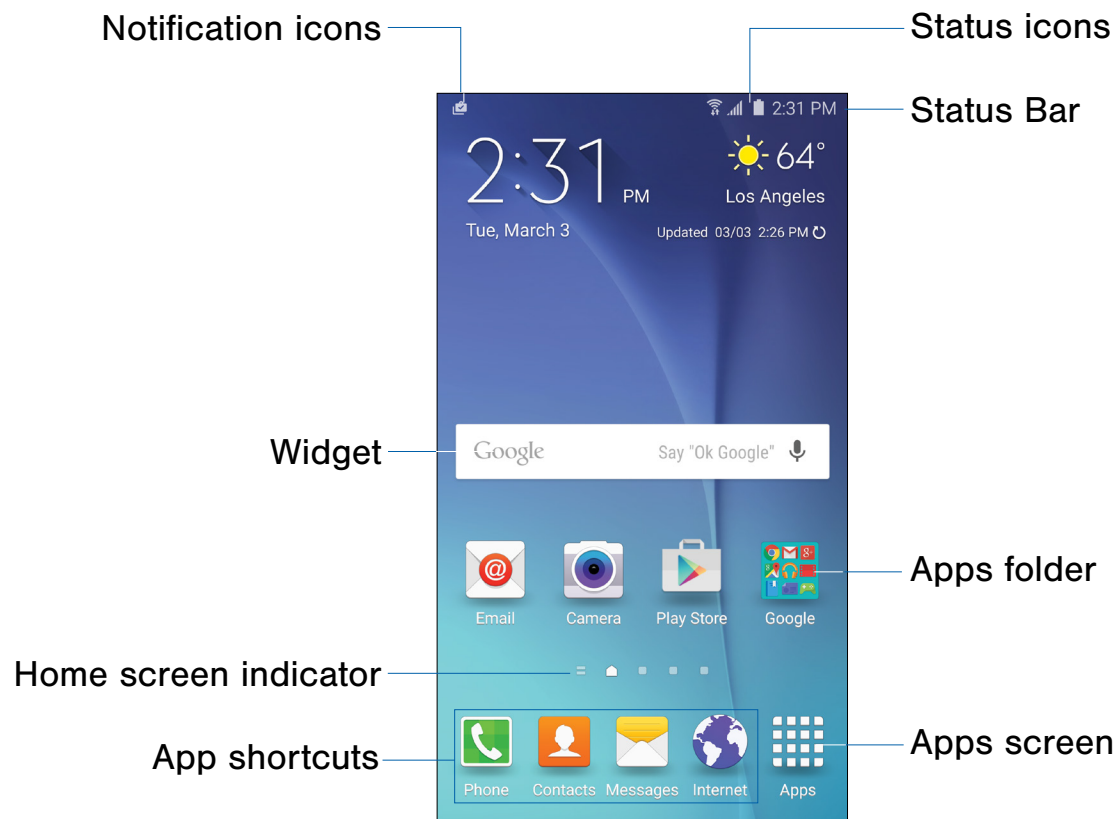 Notification icons
Status icons
2:31 PM
Status Bar
2:31 PM
64°
Los Angeles
Tue, March 3
Updated 03/03 2:26 PM
Widget
Google
Say "Ok Google"
@
8+
Apps folder
Email
Camera
Play Store
Google
Home screen indicator
App shortcuts
Apps screen
Phone
Contacts
Messages
Internet
Apps